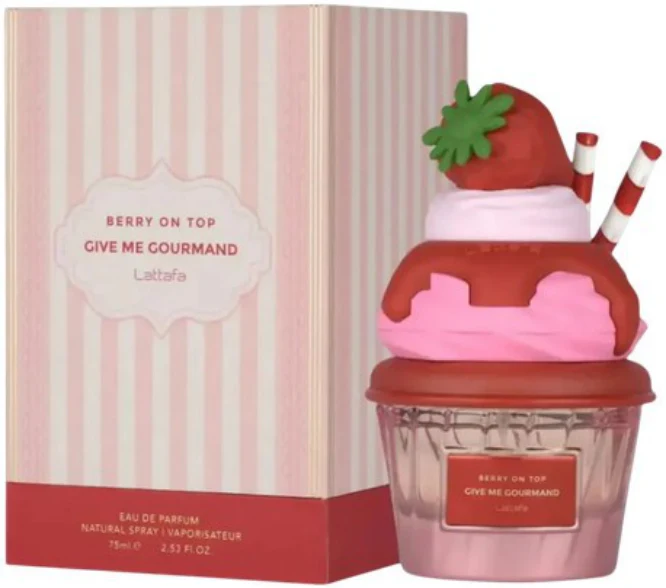 BERRY ON TOP
GIVE ME GOURMAND
Lattafa
EAU DE PARFUM
NATURAL SPRAY | VAPORISATEUR
75ml ℮ 2.53 FL.OZ.
BERRY ON TOP
GIVE ME GOURMAND
Lattafa